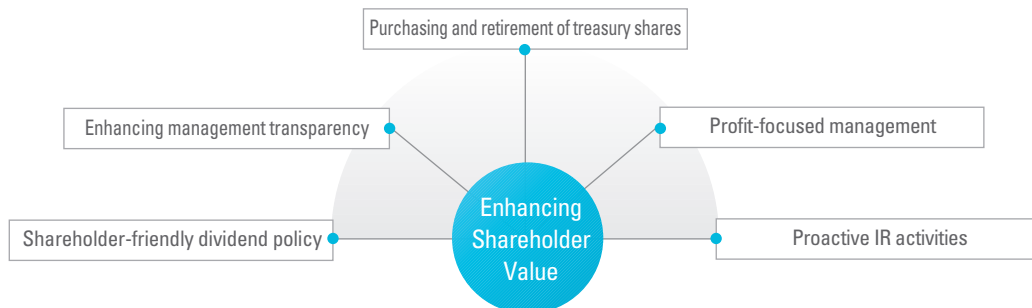 Purchasing and retirement of treasury shares
Enhancing management transparency
Profit-focused management
Shareholder-friendly dividend policy
Enhancing
Shareholder
Value
Proactive IR activities